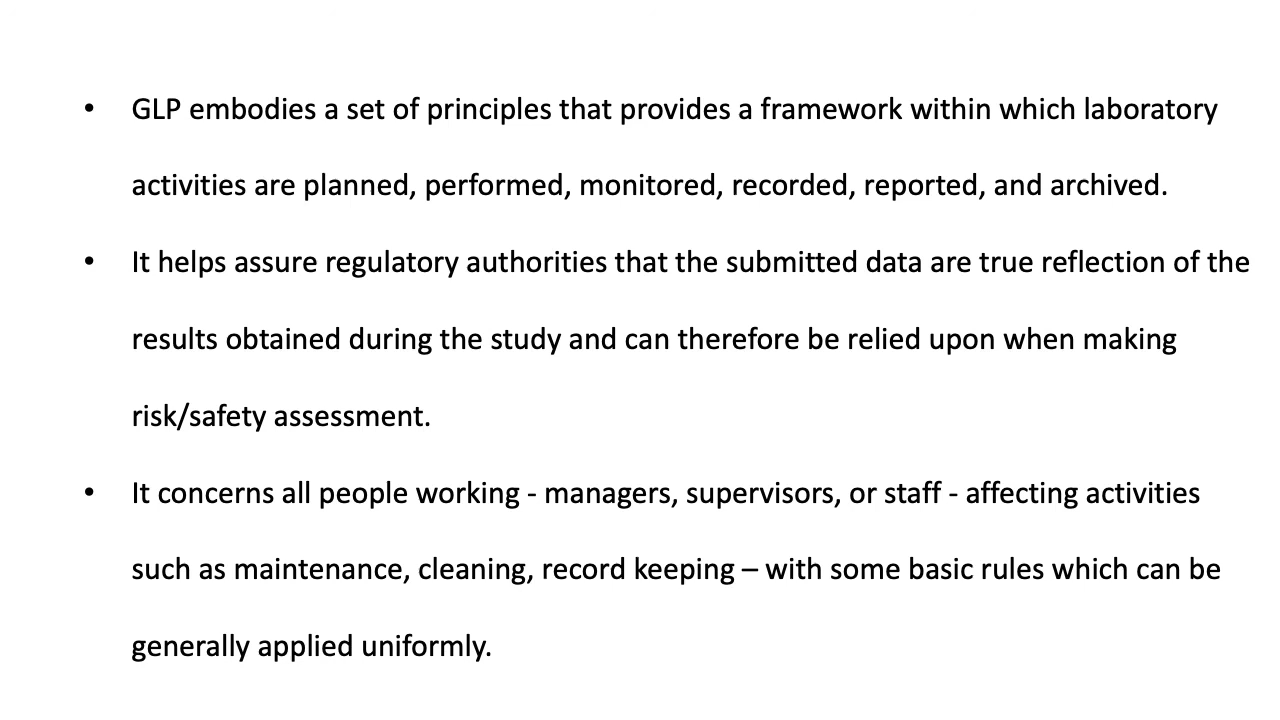 • GLP embodies a set of principles that provides a framework within which laboratory
activities are planned, performed, monitored, recorded, reported, and archived.
• It helps assure regulatory authorities that the submitted data are true reflection of the
results obtained during the study and can therefore be relied upon when making
risk/safety assessment.
• It concerns all people working - managers, supervisors, or staff - affecting activities
such as maintenance, cleaning, record keeping – with some basic rules which can be
generally applied uniformly.